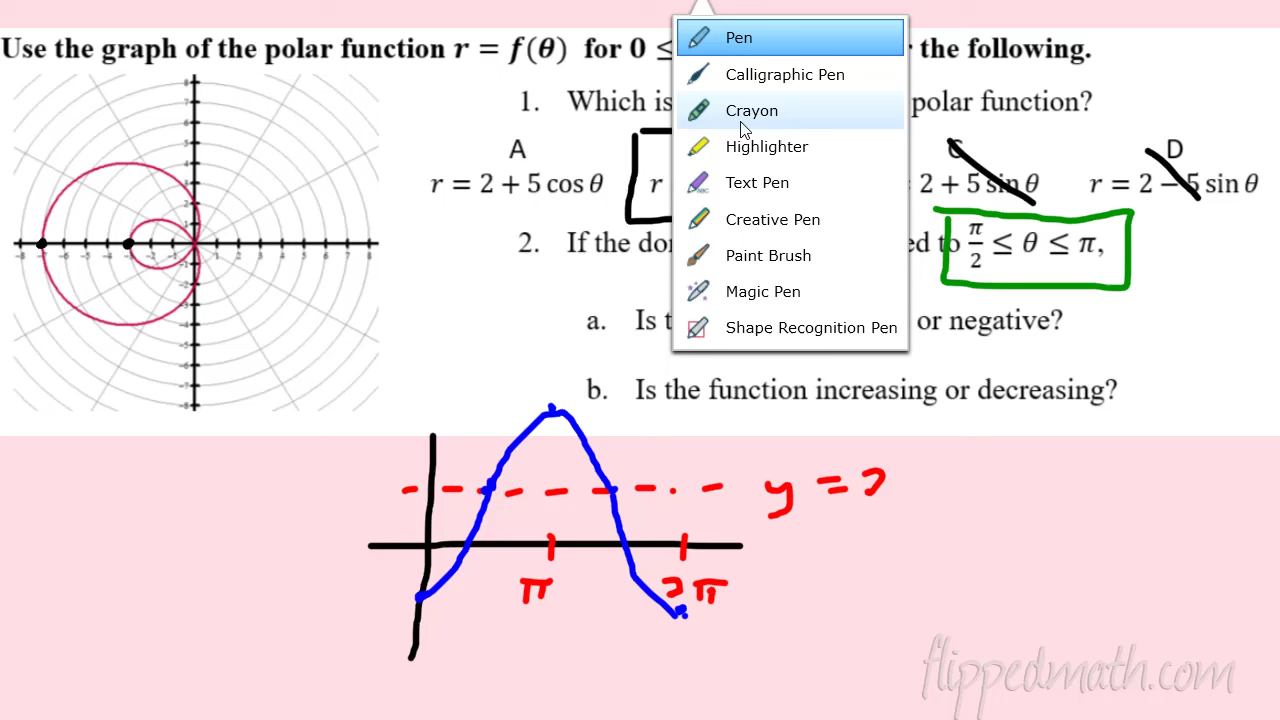 Use the graph of the polar function r = f(θ) for 0 ≤ the following.
Pen
Calligraphic Pen
Crayon
Highlighter
Text Pen
Creative Pen
Paint Brush
Magic Pen
Shape Recognition Pen
1. Which is polar function?
A
C
D
r = 2 + 5 cos θ
r
2 + 5 sin θ
r = 2 − 5 sin θ
2. If the ed to π/2 ≤ θ ≤ π,
a. Is or negative?
b. Is the function increasing or decreasing?
y = 2
π
2π
flippedmath.com